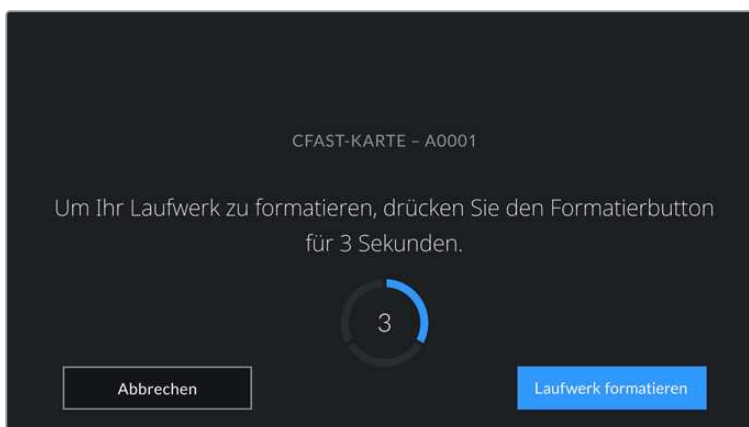 CFAST-KARTE – A0001
Um Ihr Laufwerk zu formatieren, drücken Sie den Formatierbutton
für 3 Sekunden.
3
Abbrechen
Laufwerk formatieren